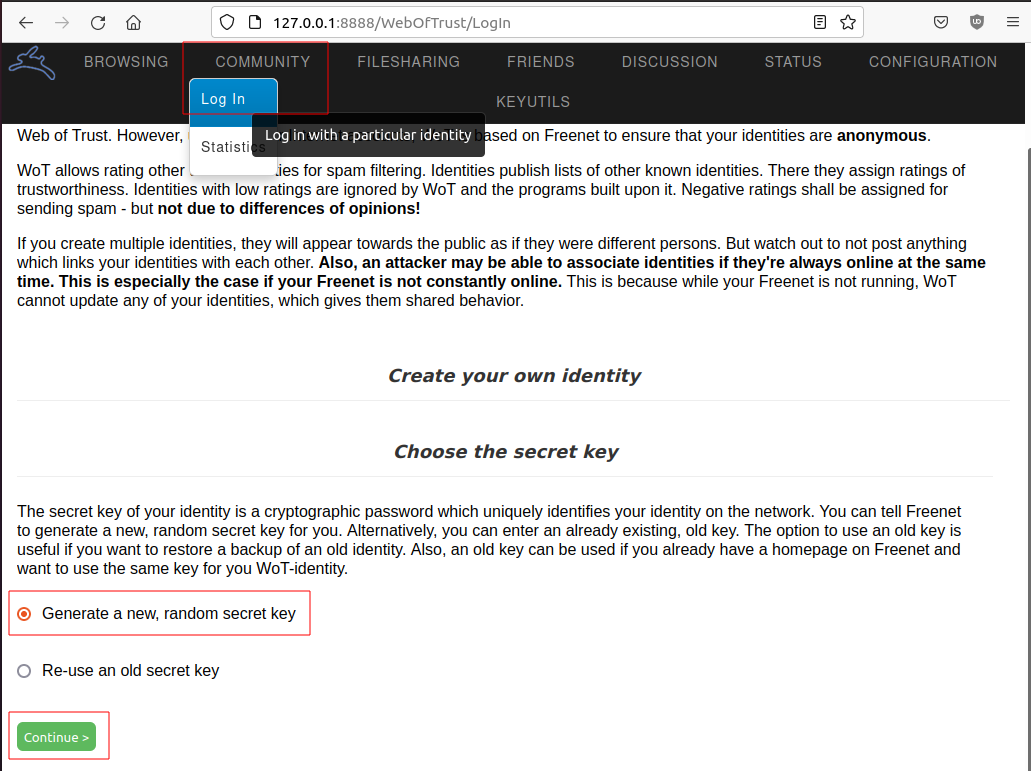 127.0.0.1:8888/WebOfTrust/LogIn
BROWSING COMMUNITY FILESHARING FRIENDS DISCUSSION STATUS CONFIGURATION
KEYUTILS
Log In
Log in with a particular identity
Statistics
Web of Trust. However, based on Freenet to ensure that your identities are anonymous.
WoT allows rating other for spam filtering. Identities publish lists of other known identities. There they assign ratings of
trustworthiness. Identities with low ratings are ignored by WoT and the programs built upon it. Negative ratings shall be assigned for
sending spam - but not due to differences of opinions!
If you create multiple identities, they will appear towards the public as if they were different persons. But watch out to not post anything
which links your identities with each other. Also, an attacker may be able to associate identities if they're always online at the same
time. This is especially the case if your Freenet is not constantly online. This is because while your Freenet is not running, WoT
cannot update any of your identities, which gives them shared behavior.
Create your own identity
Choose the secret key
The secret key of your identity is a cryptographic password which uniquely identifies your identity on the network. You can tell Freenet
to generate a new, random secret key for you. Alternatively, you can enter an already existing, old key. The option to use an old key is
useful if you want to restore a backup of an old identity. Also, an old key can be used if you already have a homepage on Freenet and
want to use the same key for you WoT-identity.
Generate a new, random secret key
Re-use an old secret key
Continue >